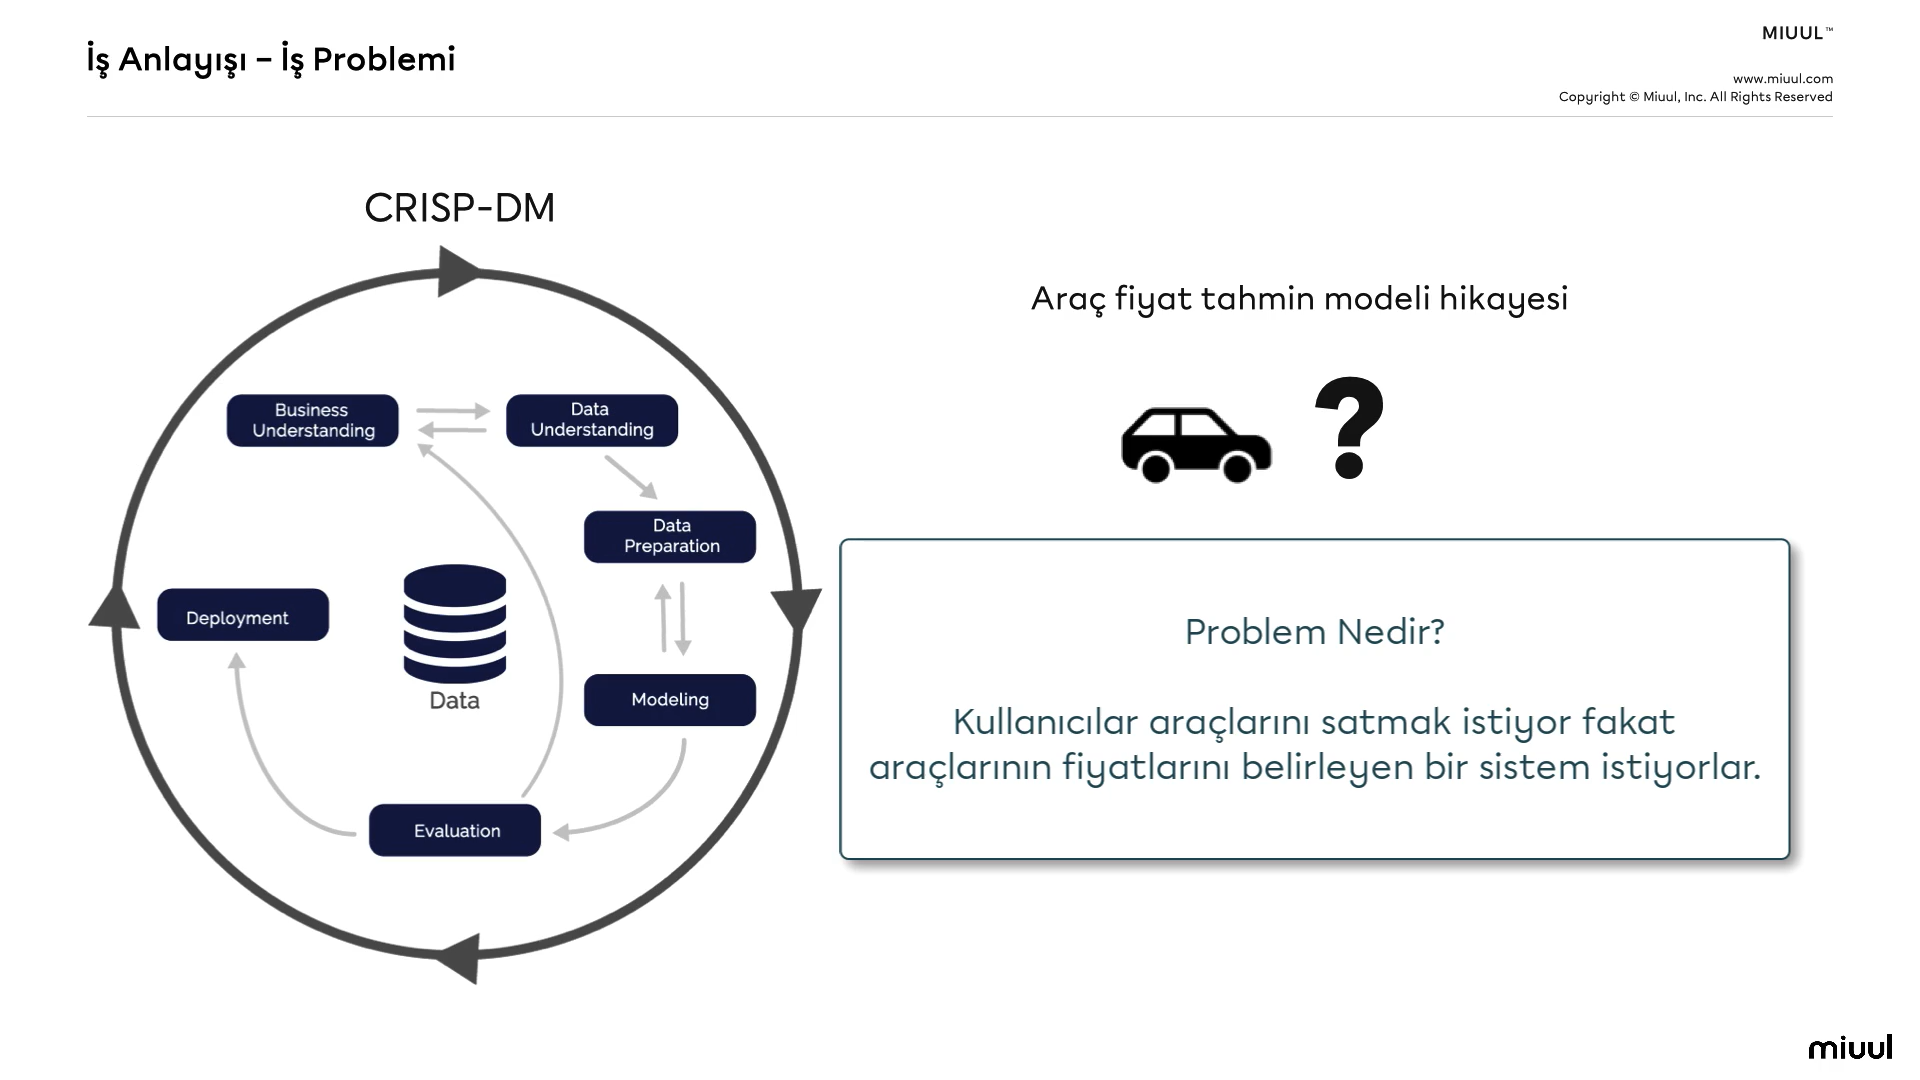 İş Anlayışı – İş Problemi
MIUUL™
www.miuul.com
Copyright © Miuul, Inc. All Rights Reserved
CRISP-DM
Business
Understanding
Data
Understanding
Data
Preparation
Modeling
Evaluation
Deployment
Data
Araç fiyat tahmin modeli hikayesi
?
Problem Nedir?
Kullanıcılar araçlarını satmak istiyor fakat
araçlarının fiyatlarını belirleyen bir sistem istiyorlar.
miuul